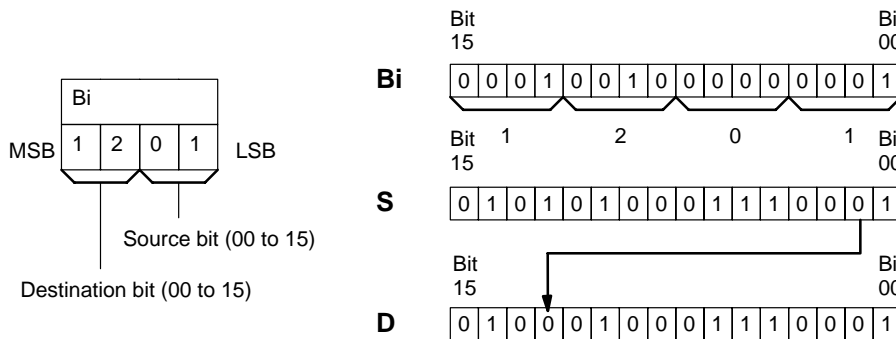 Bi
MSB 1 2 0 1 LSB
Source bit (00 to 15)
Destination bit (00 to 15)
Bit 15 Bi 00
Bi 0 0 0 1 0 0 1 0 0 0 0 0 0 0 0 1
1 2 0 1
Bit 15 Bi 00
S 0 1 0 1 0 1 0 0 0 1 1 1 0 0 0 1
Bit 15 Bi 00
D 0 1 0 0 0 1 0 0 0 1 1 1 0 0 0 1